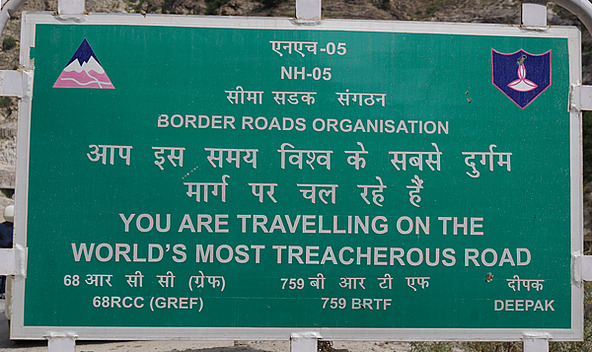 एनएच-05
NH-05
सीमा सडक संगठन
BORDER ROADS ORGANISATION
आप इस समय विश्व के सबसे दुर्गम
मार्ग पर चल रहे हैं
YOU ARE TRAVELLING ON THE
WORLD'S MOST TREACHEROUS ROAD
68 आर सी सी (ग्रेफ) 759 बी आर टी एफ दीपक
68RCC (GREF) 759 BRTF DEEPAK